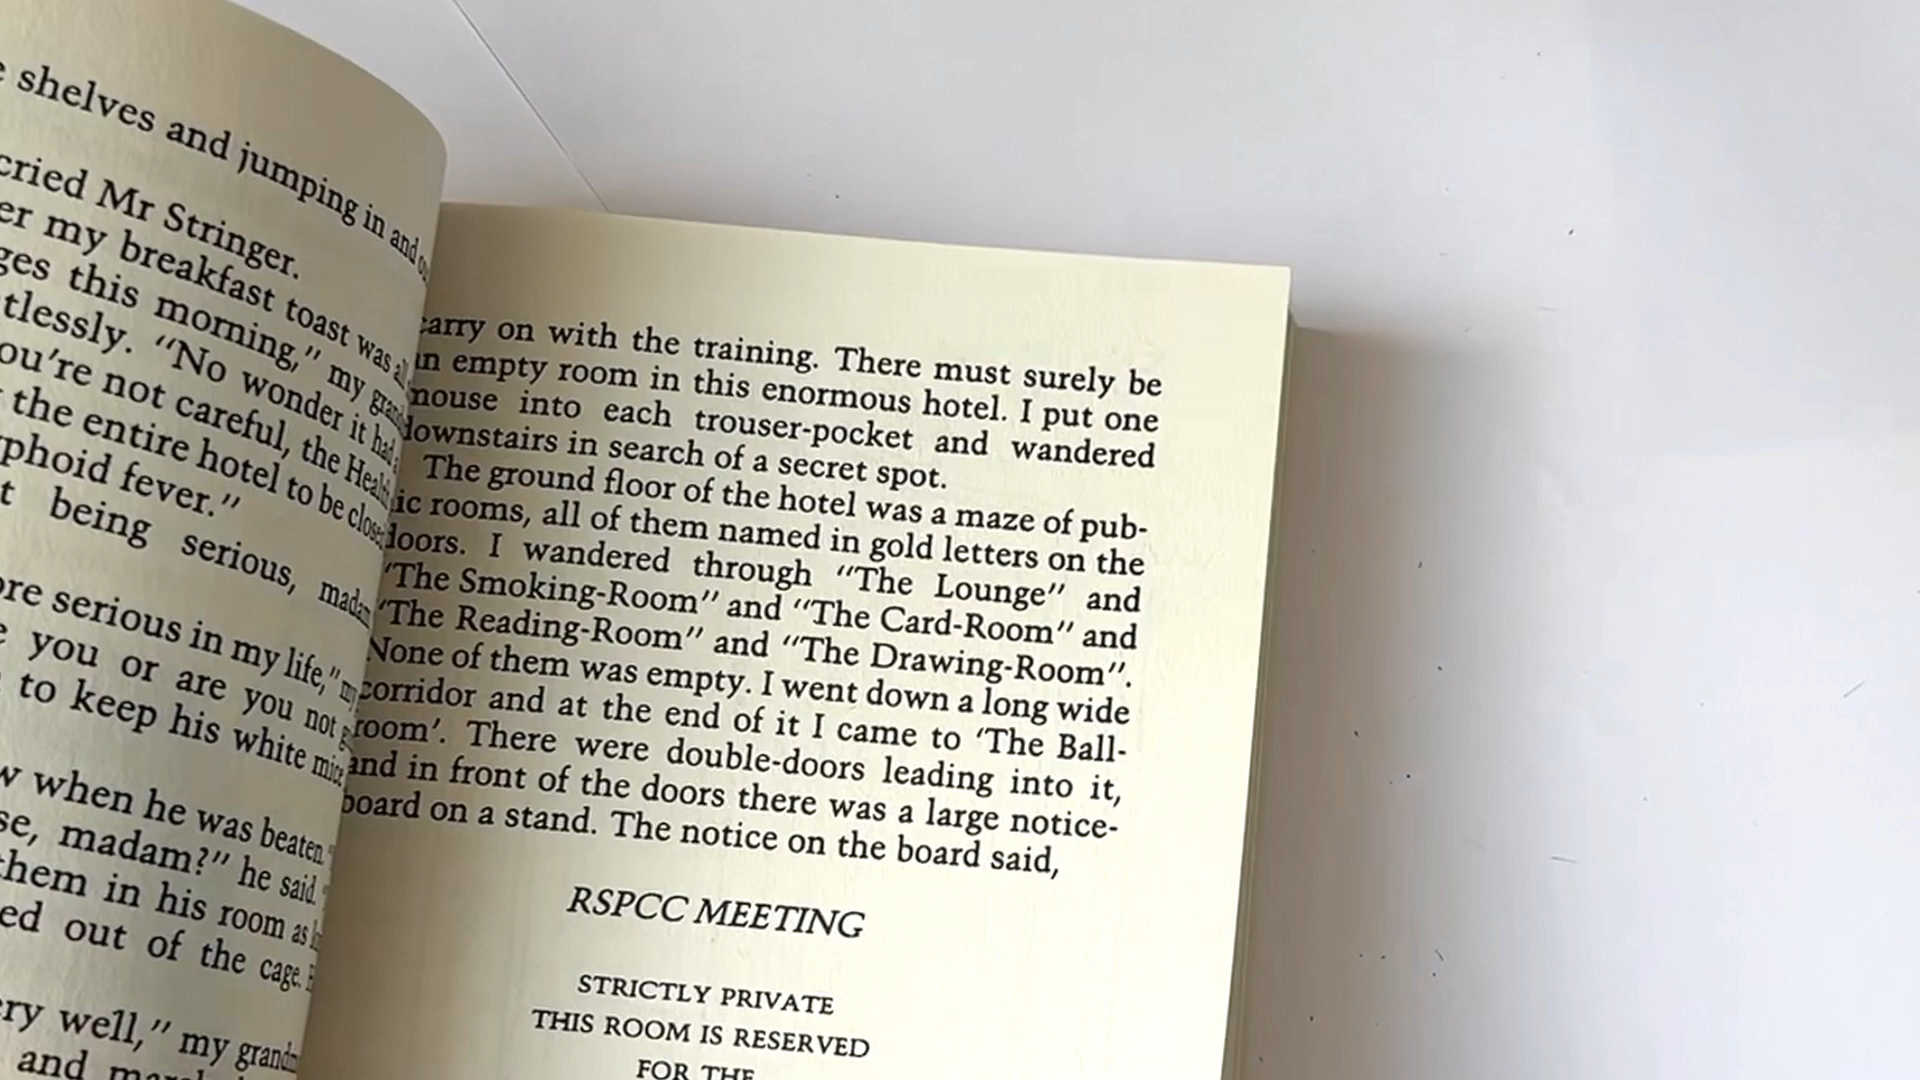 shelves and jumping in and
cried Mr Stringer.
my breakfast toast was
this morning," my
"No wonder it had
you're not careful, the
the entire hotel to be
fever."
being serious, madam
serious in my life,"
you or are you not
to keep his white mice
when he was beaten.
madam?" he said.
them in his room as
out of the cage.
well," my
and
carry on with the training. There must surely be
an empty room in this enormous hotel. I put one
mouse into each trouser-pocket and wandered
downstairs in search of a secret spot.
The ground floor of the hotel was a maze of pub-
lic rooms, all of them named in gold letters on the
doors. I wandered through "The Lounge" and
"The Smoking-Room" and "The Card-Room" and
"The Reading-Room" and "The Drawing-Room".
None of them was empty. I went down a long wide
corridor and at the end of it I came to 'The Ball-
room'. There were double-doors leading into it,
and in front of the doors there was a large notice-
board on a stand. The notice on the board said,
RSPCC MEETING
STRICTLY PRIVATE
THIS ROOM IS RESERVED
FOR THE